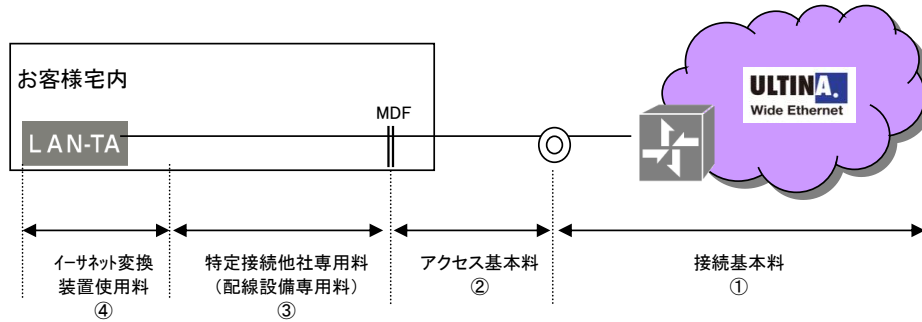 お客様宅内
LAN-TA
MDF
ULTINA.
Wide Ethernet
イーサネット変換
装置使用料
④
特定接続他社専用料
（配線設備専用料）
③
アクセス基本料
②
接続基本料
①